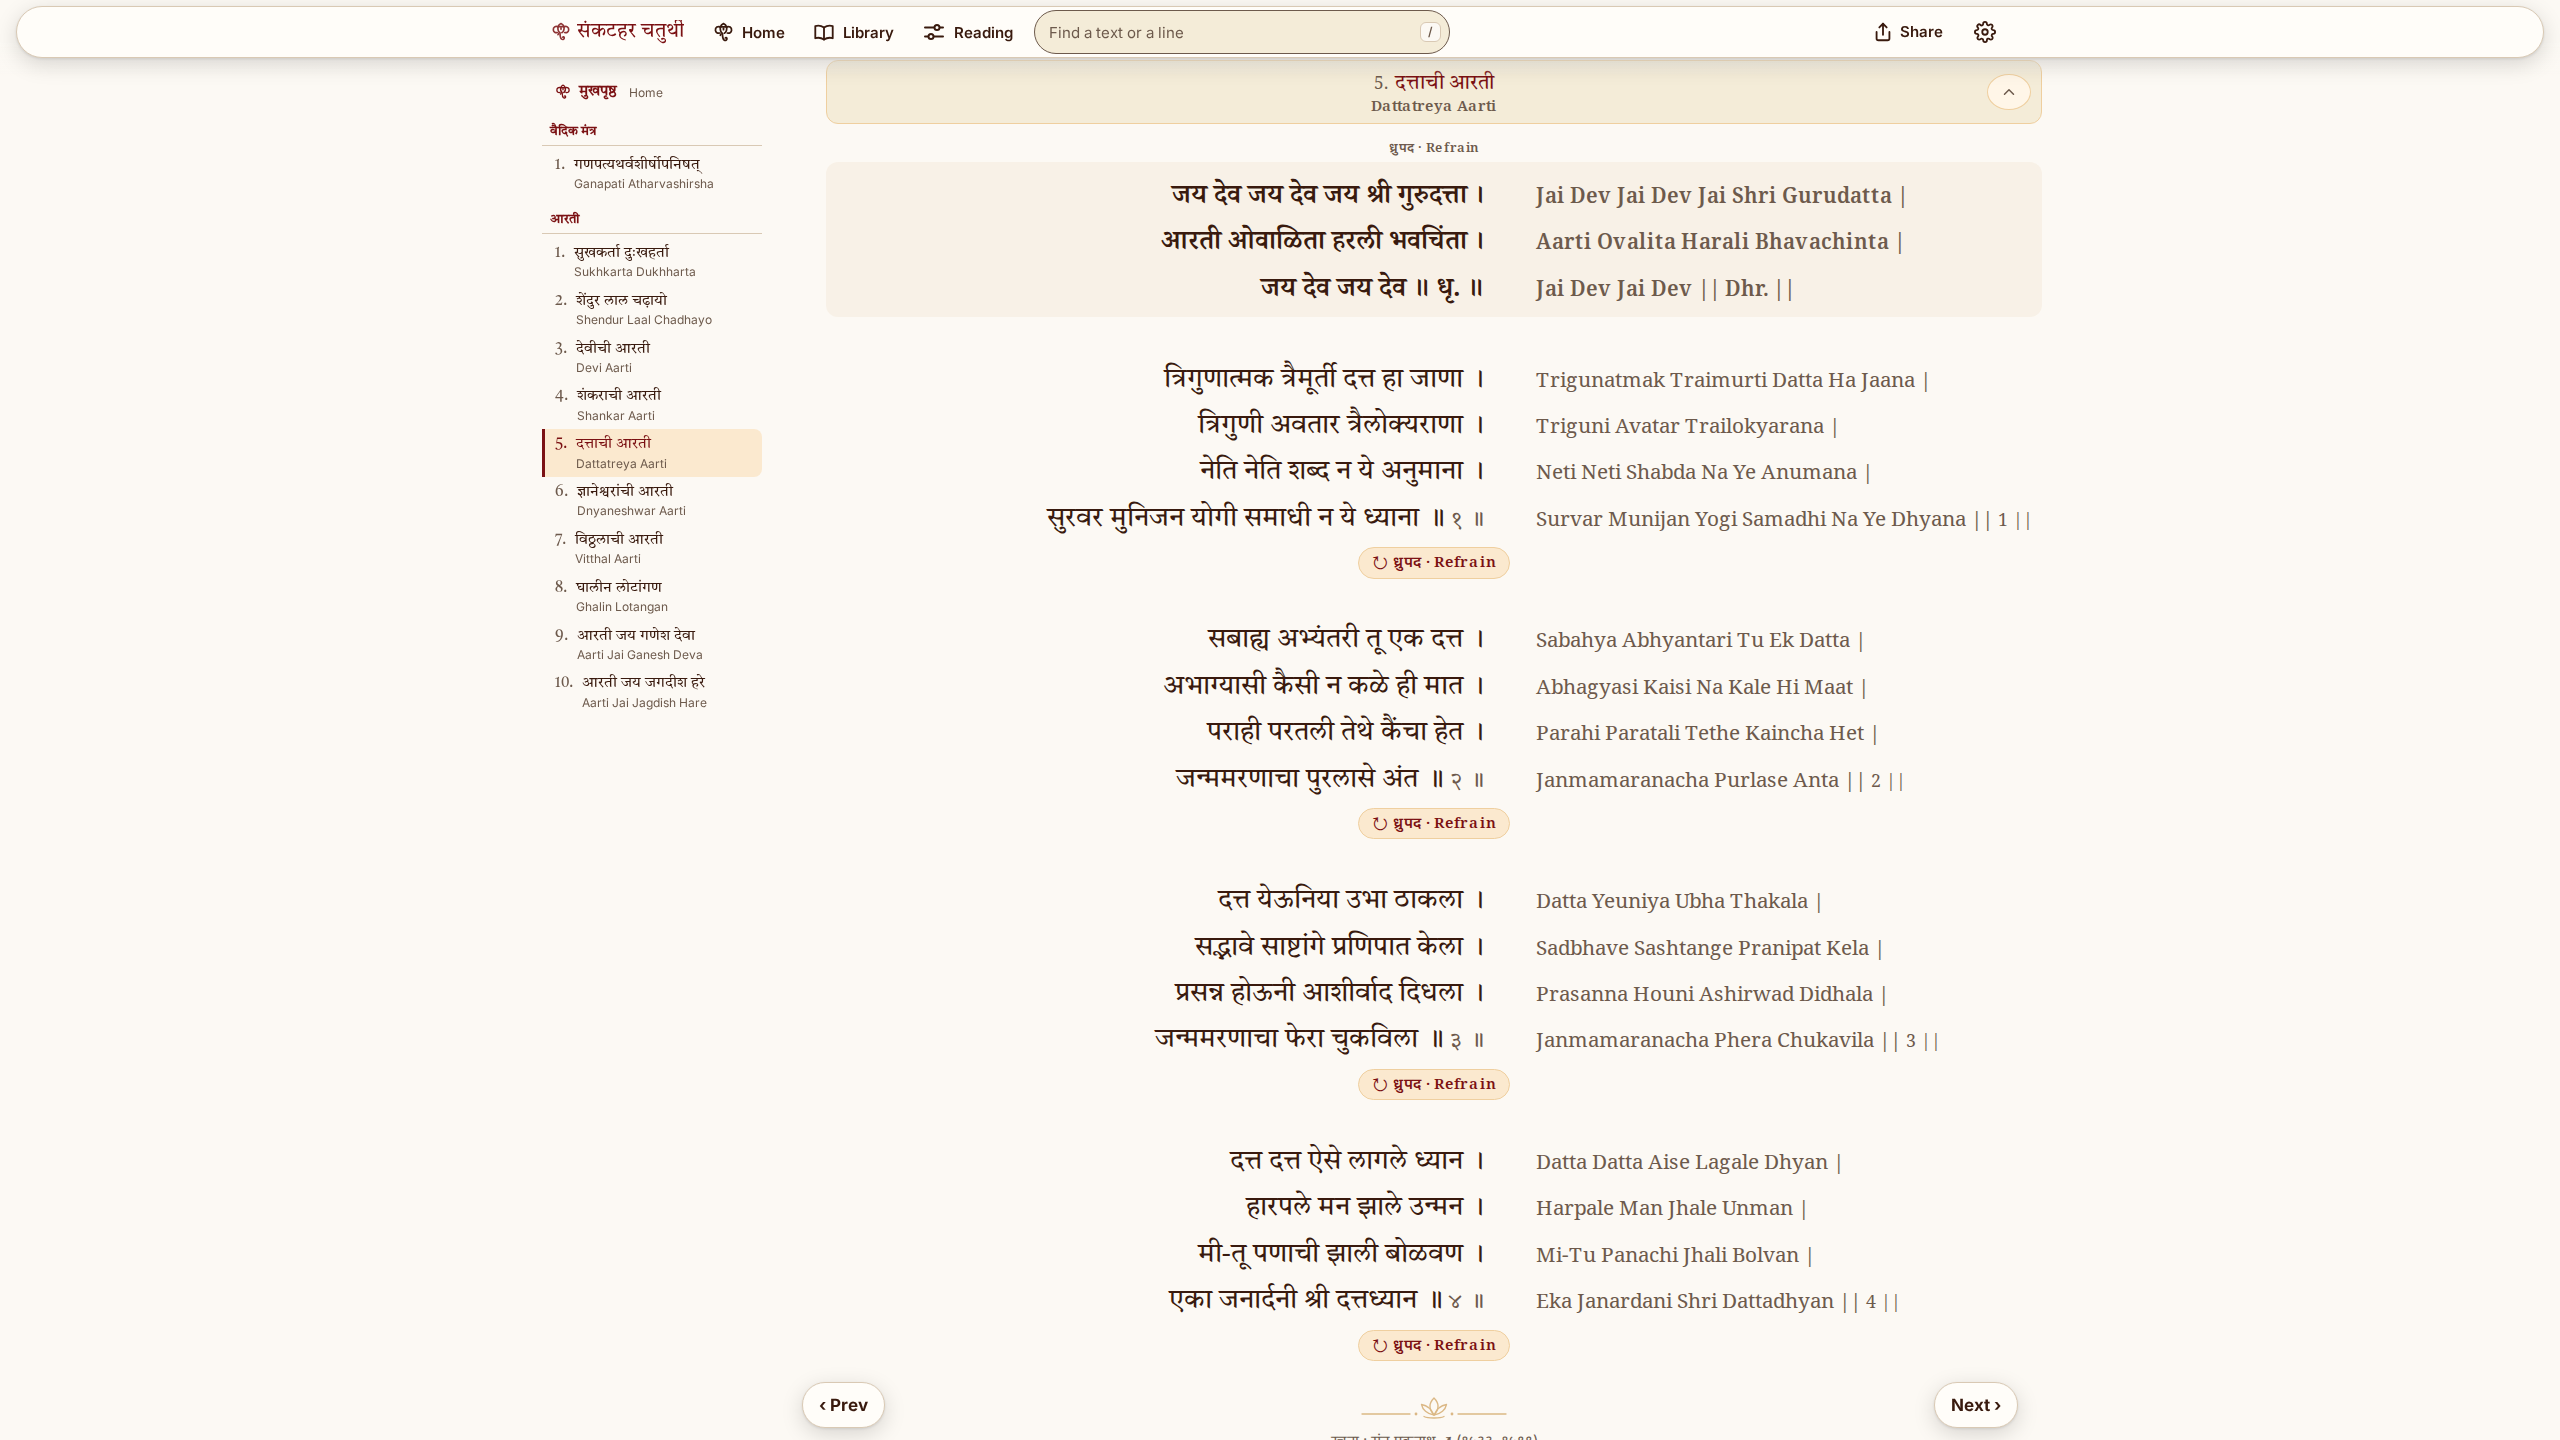 संकटहर चतुर्थी
Home
Library
Reading
Find a text or a line
/
Share
मुखपृष्ठ Home
वैदिक मंत्र
1. गणपत्यथर्वशीर्षोपनिषत्
Ganapati Atharvashirsha
आरती
1. सुखकर्ता दुःखहर्ता
Sukhkarta Dukhharta
2. शेंदुर लाल चढ़ायो
Shendur Laal Chadhayo
3. देवीची आरती
Devi Aarti
4. शंकराची आरती
Shankar Aarti
5. दत्ताची आरती
Dattatreya Aarti
6. ज्ञानेश्वरांची आरती
Dnyaneshwar Aarti
7. विठ्ठलाची आरती
Vitthal Aarti
8. घालीन लोटांगण
Ghalin Lotangan
9. आरती जय गणेश देवा
Aarti Jai Ganesh Deva
10. आरती जय जगदीश हरे
Aarti Jai Jagdish Hare
5. दत्ताची आरती
Dattatreya Aarti
ध्रुपद · Refrain
जय देव जय देव जय श्री गुरुदत्ता । Jai Dev Jai Dev Jai Shri Gurudatta |
आरती ओवाळिता हरली भवचिंता । Aarti Ovalita Harali Bhavachinta |
जय देव जय देव ॥ धृ. ॥ Jai Dev Jai Dev || Dhr. ||
त्रिगुणात्मक त्रैमूर्ती दत्त हा जाणा । Trigunatmak Traimurti Datta Ha Jaana |
त्रिगुणी अवतार त्रैलोक्यराणा । Triguni Avatar Trailokyarana |
नेति नेति शब्द न ये अनुमाना । Neti Neti Shabda Na Ye Anumana |
सुरवर मुनिजन योगी समाधी न ये ध्याना ॥ १ ॥ Survar Munijan Yogi Samadhi Na Ye Dhyana || 1 ||
ध्रुपद · Refrain
सबाह्य अभ्यंतरी तू एक दत्त । Sabahya Abhyantari Tu Ek Datta |
अभाग्यासी कैसी न कळे ही मात । Abhagyasi Kaisi Na Kale Hi Maat |
पराही परतली तेथे कैंचा हेत । Parahi Paratali Tethe Kaincha Het |
जन्ममरणाचा पुरलासे अंत ॥ २ ॥ Janmamaranacha Purlase Anta || 2 ||
ध्रुपद · Refrain
दत्त येऊनिया उभा ठाकला । Datta Yeuniya Ubha Thakala |
सद्भावे साष्टांगे प्रणिपात केला । Sadbhave Sashtange Pranipat Kela |
प्रसन्न होऊनी आशीर्वाद दिधला । Prasanna Houni Ashirwad Didhala |
जन्ममरणाचा फेरा चुकविला ॥ ३ ॥ Janmamaranacha Phera Chukavila || 3 ||
ध्रुपद · Refrain
दत्त दत्त ऐसे लागले ध्यान । Datta Datta Aise Lagale Dhyan |
हारपले मन झाले उन्मन । Harpale Man Jhale Unman |
मी-तू पणाची झाली बोळवण । Mi-Tu Panachi Jhali Bolvan |
एका जनार्दनी श्री दत्तध्यान ॥ ४ ॥ Eka Janardani Shri Dattadhyan || 4 ||
ध्रुपद · Refrain
‹ Prev
Next ›